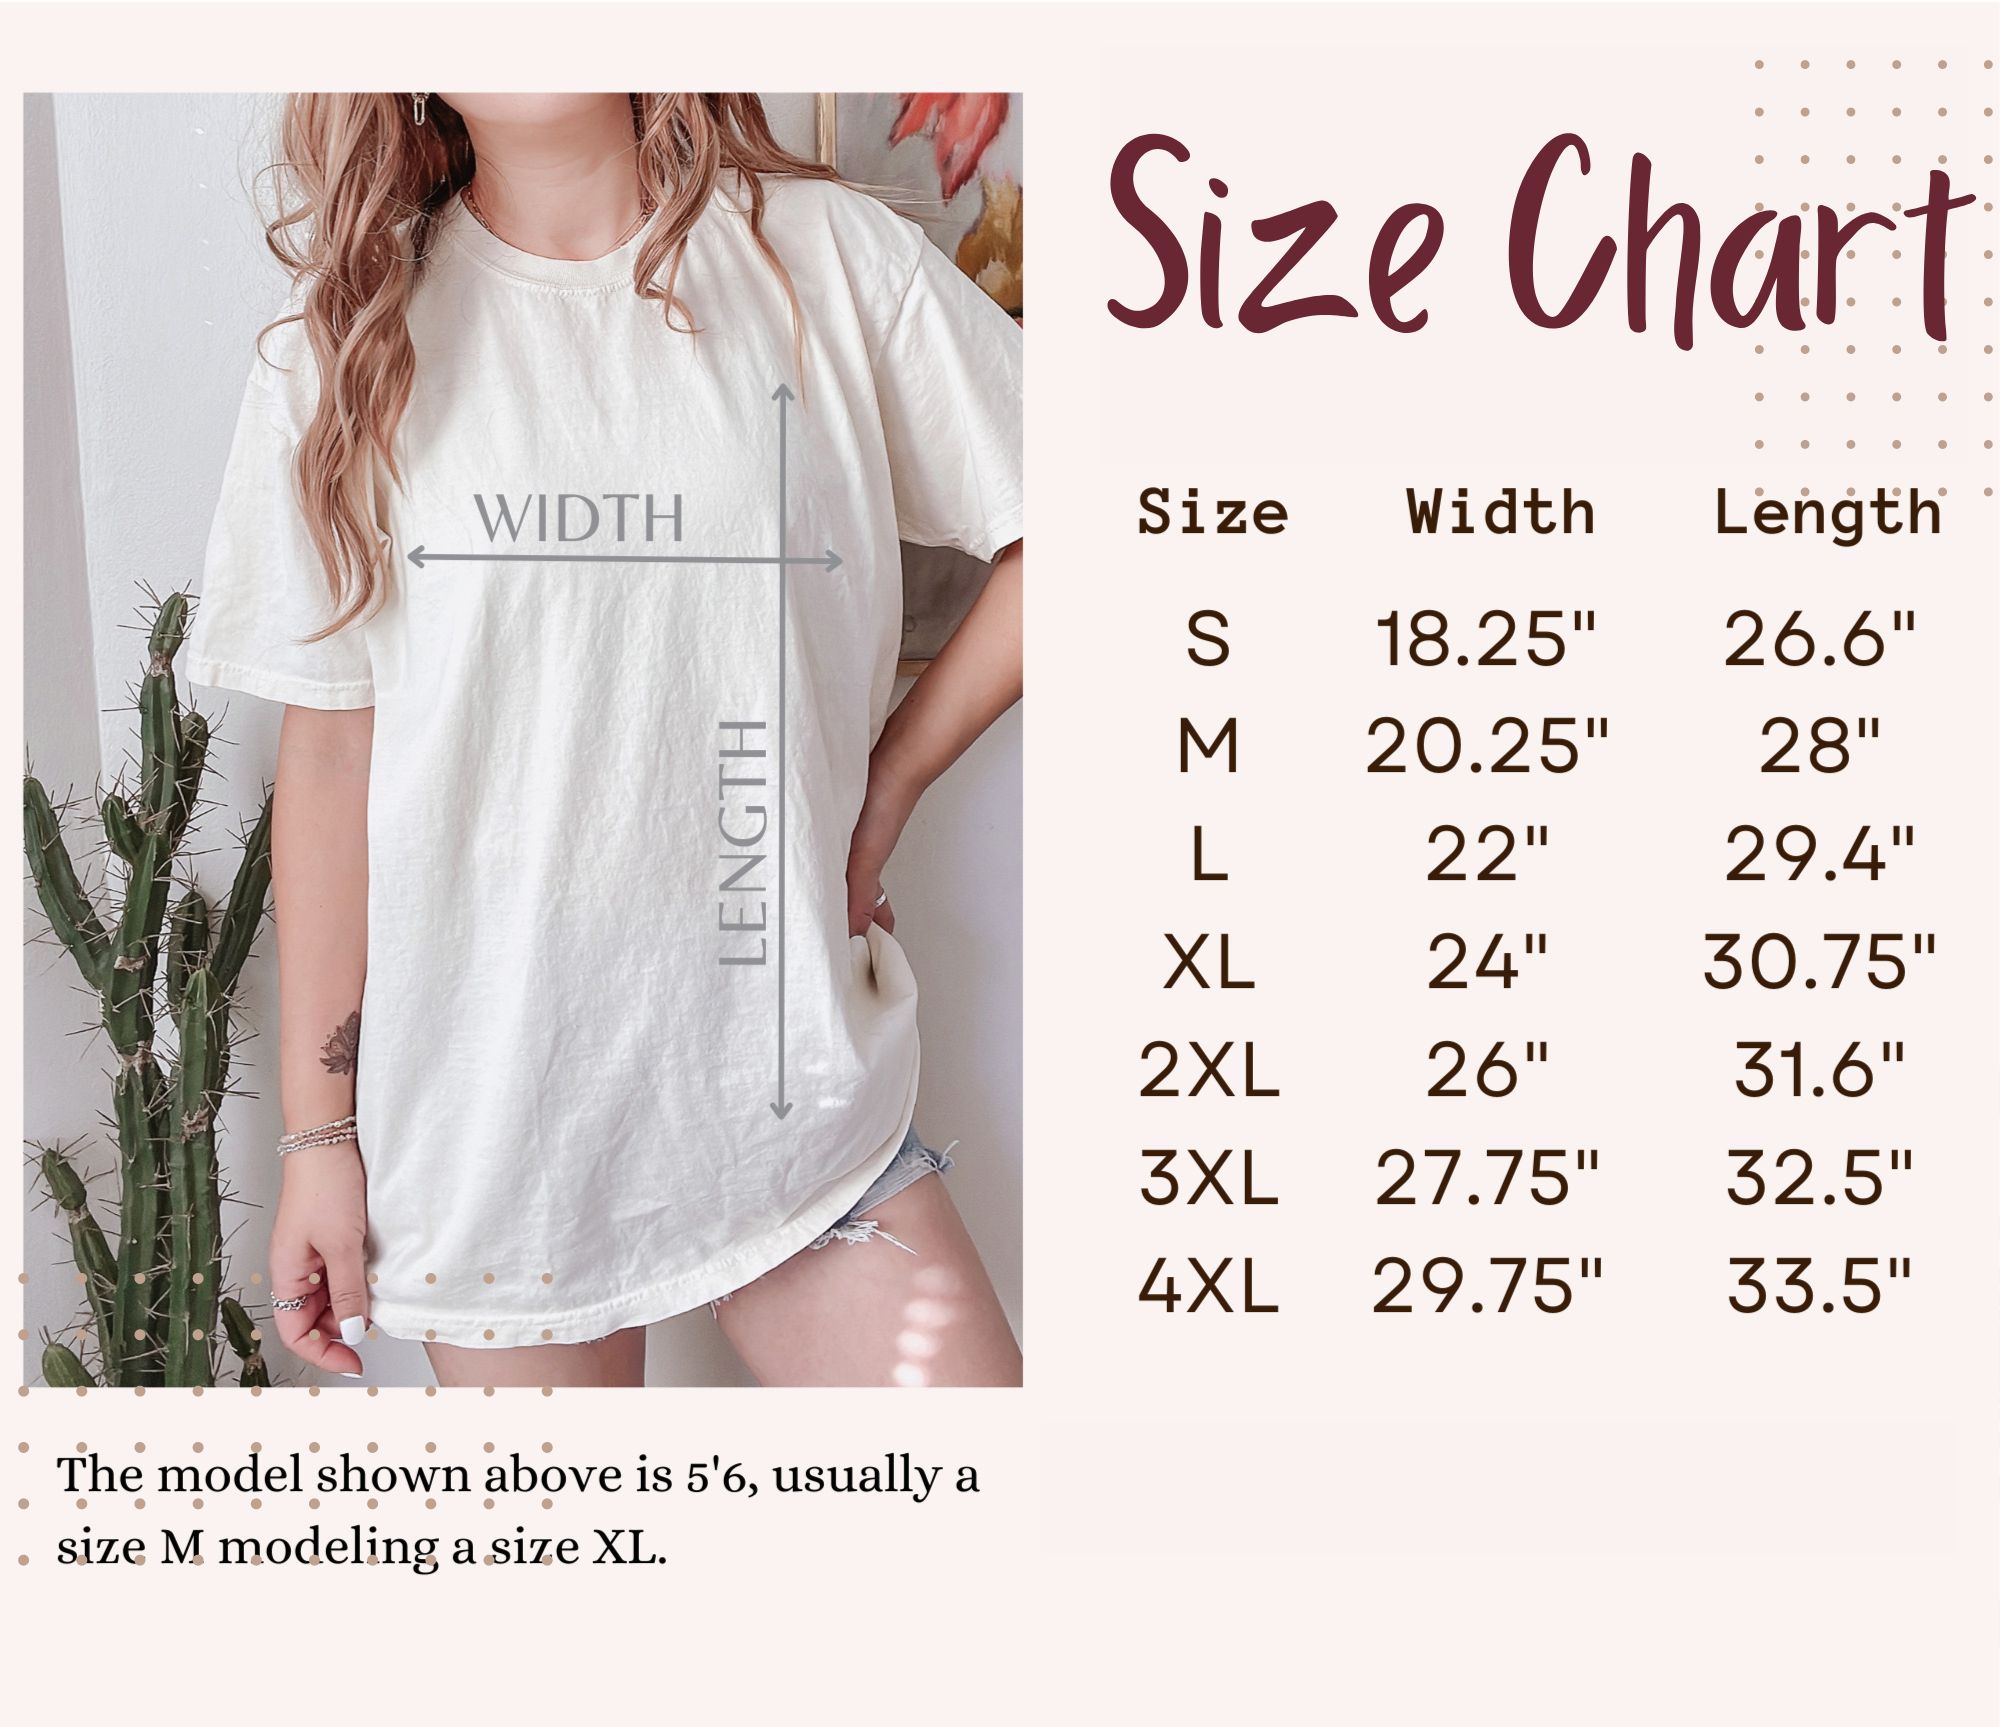 Size Chart
WIDTH
LENGTH
Size Width Length
S 18.25" 26.6"
M 20.25" 28"
L 22" 29.4"
XL 24" 30.75"
2XL 26" 31.6"
3XL 27.75" 32.5"
4XL 29.75" 33.5"
The model shown above is 5'6, usually a
size M modeling a size XL.